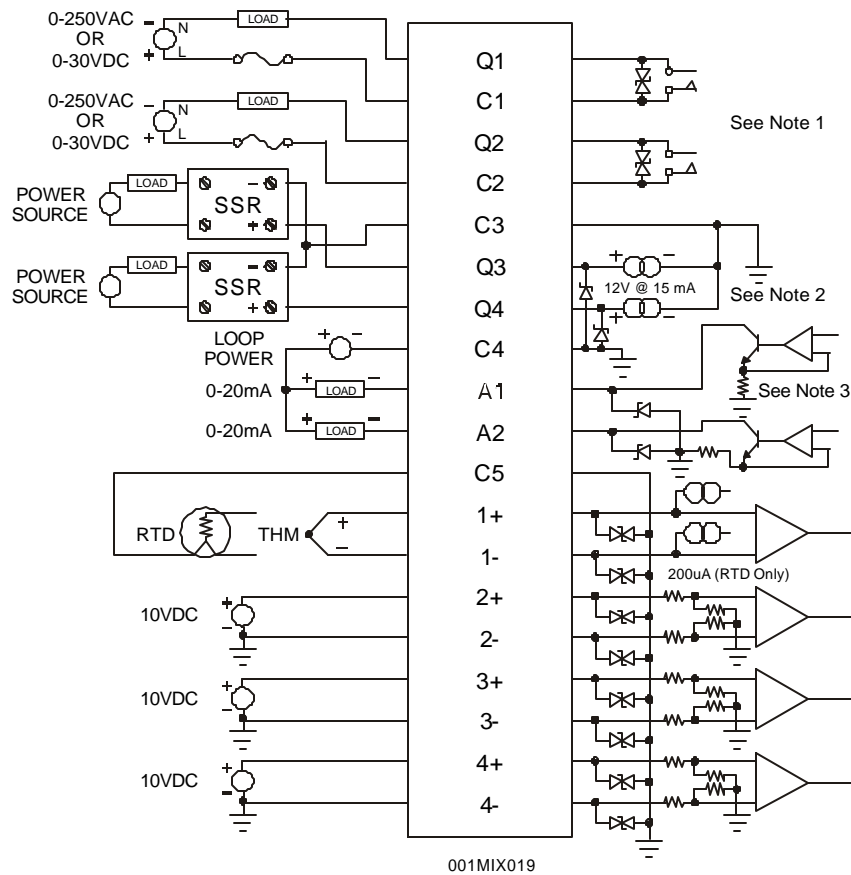 0-250VAC
OR
0-30VDC
- N
+ L
LOAD
0-250VAC
OR
0-30VDC
- N
+ L
LOAD
POWER
SOURCE
LOAD
SSR
-
+
POWER
SOURCE
LOAD
SSR
-
+
LOOP
POWER
+ -
0-20mA
+ LOAD -
0-20mA
+ LOAD -
RTD
THM
+
-
10VDC
+
-
10VDC
+
-
10VDC
+
-
Q1
C1
Q2
C2
C3
Q3
Q4
C4
A1
A2
C5
1+
1-
2+
2-
3+
3-
4+
4-
See Note 1
+ -
12V @ 15 mA
+ -
See Note 2
See Note 3
200uA (RTD Only)
001MIX019